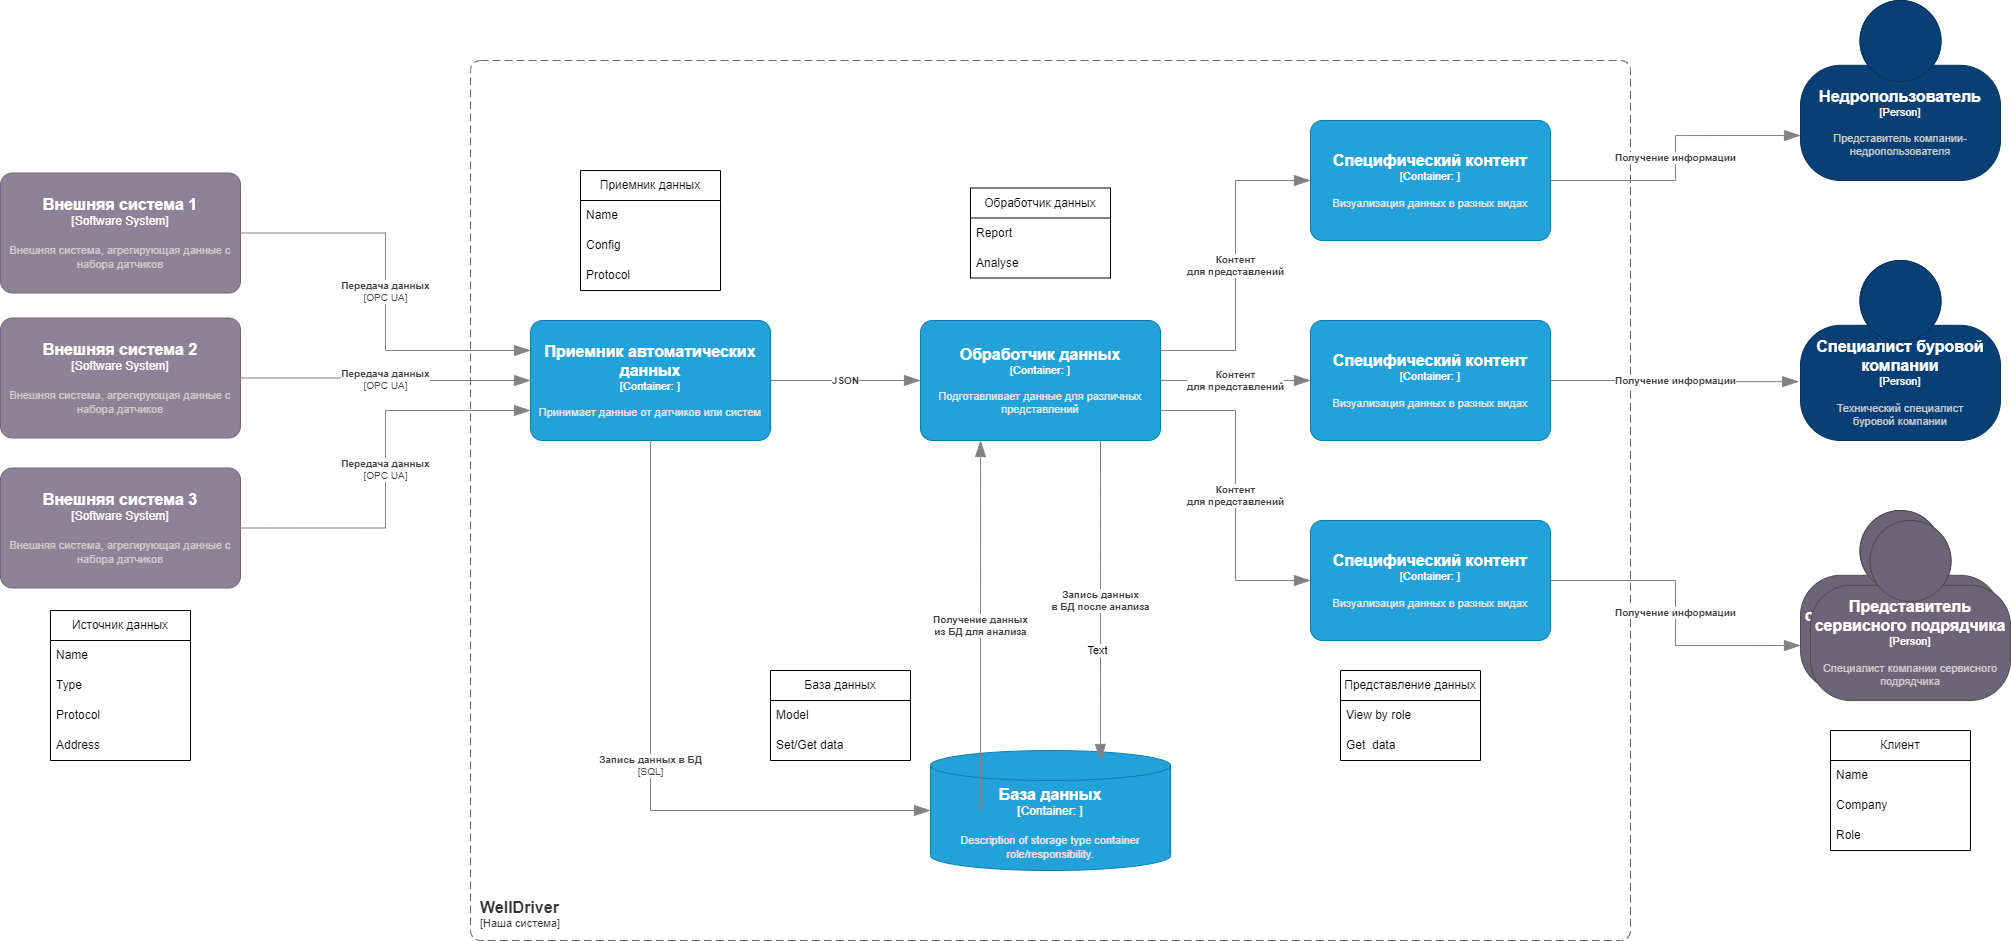 Внешняя система 1
[Software System]
Внешняя система, агрегирующая данные с
набора датчиков
Внешняя система 2
[Software System]
Внешняя система, агрегирующая данные с
набора датчиков
Внешняя система 3
[Software System]
Внешняя система, агрегирующая данные с
набора датчиков
Источник данных
Name
Type
Protocol
Address
Передача данных
[OPC UA]
Передача данных
[OPC UA]
Передача данных
[OPC UA]
Приемник данных
Name
Config
Protocol
Приемник автоматических
данных
[Container: ]
Принимает данные от датчиков или систем
JSON
Запись данных в БД
[SQL]
Обработчик данных
Report
Analyse
Обработчик данных
[Container: ]
Подготавливает данные для различных
представлений
Получение данных
из БД для анализа
Запись данных
в БД после анализа
Text
База данных
Model
Set/Get data
База данных
[Container: ]
Description of storage type container
role/responsibility.
Контент
для представлений
Контент
для представлений
Контент
для представлений
Специфический контент
[Container: ]
Визуализация данных в разных видах
Специфический контент
[Container: ]
Визуализация данных в разных видах
Специфический контент
[Container: ]
Визуализация данных в разных видах
Представление данных
View by role
Get  data
Получение информации
Получение информации
Получение информации
Недропользователь
[Person]
Представитель компании-
недропользователя
Специалист буровой
компании
[Person]
Технический специалист
буровой компании
Представитель
сервисного подрядчика
[Person]
Специалист компании сервисного
подрядчика
Клиент
Name
Company
Role
WellDriver
[Наша система]